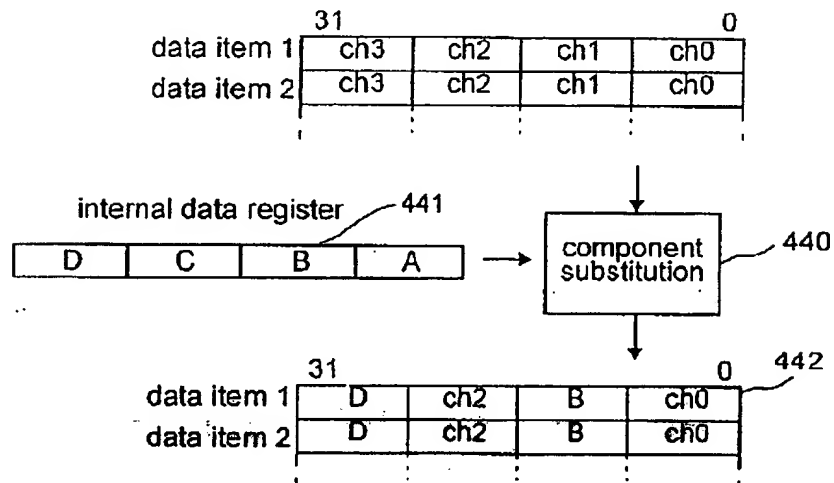 31 0
data item 1 ch3 ch2 ch1 ch0
data item 2 ch3 ch2 ch1 ch0
internal data register 441
D C B A
component
substitution
440
31 0 442
data item 1 D ch2 B ch0
data item 2 D ch2 B ch0